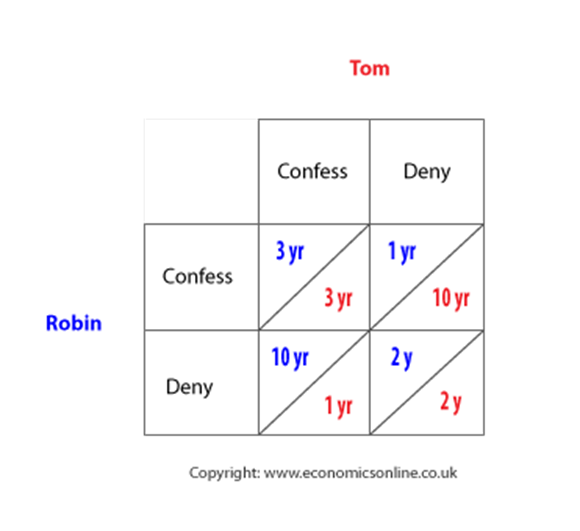 Tom
Confess Deny
3 yr 1 yr
Confess
3 yr 10 yr
Robin
10 yr 2 y
Deny
1 yr 2 y
Copyright: www.economicsonline.co.uk